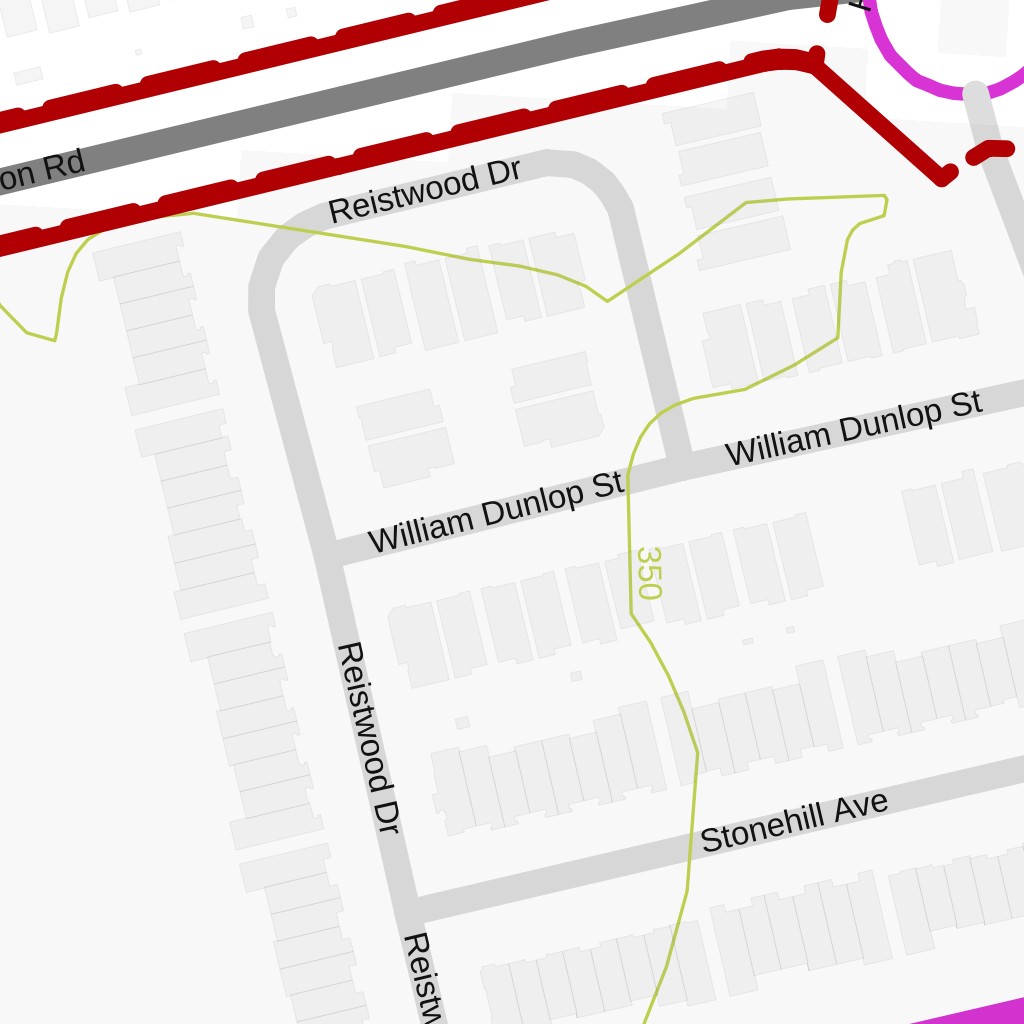 on Rd
Reistwood Dr
William Dunlop St
William Dunlop St
350
Reistwood Dr
Stonehill Ave
Reistw